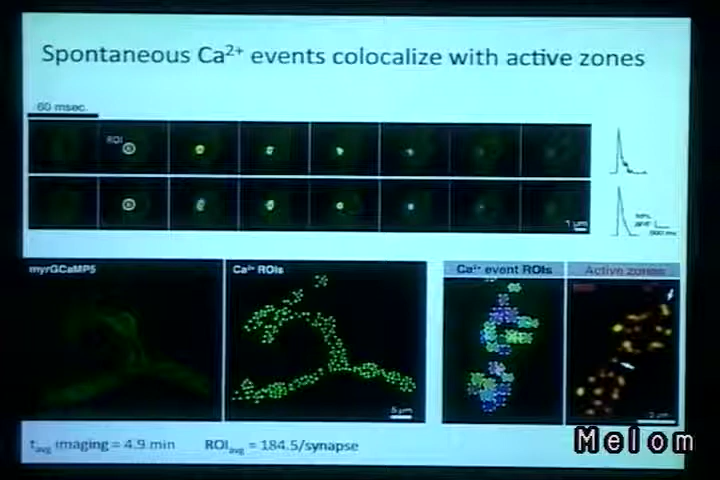 Spontaneous Ca2+ events colocalize with active zones
60 msec.
ROI
1 µm
myrGCaMP5
Ca2+ ROIs
Ca2+ event ROIs
Active zones
5 µm
2 µm
tavg imaging = 4.9 min ROIavg = 184.5/synapse
Melom